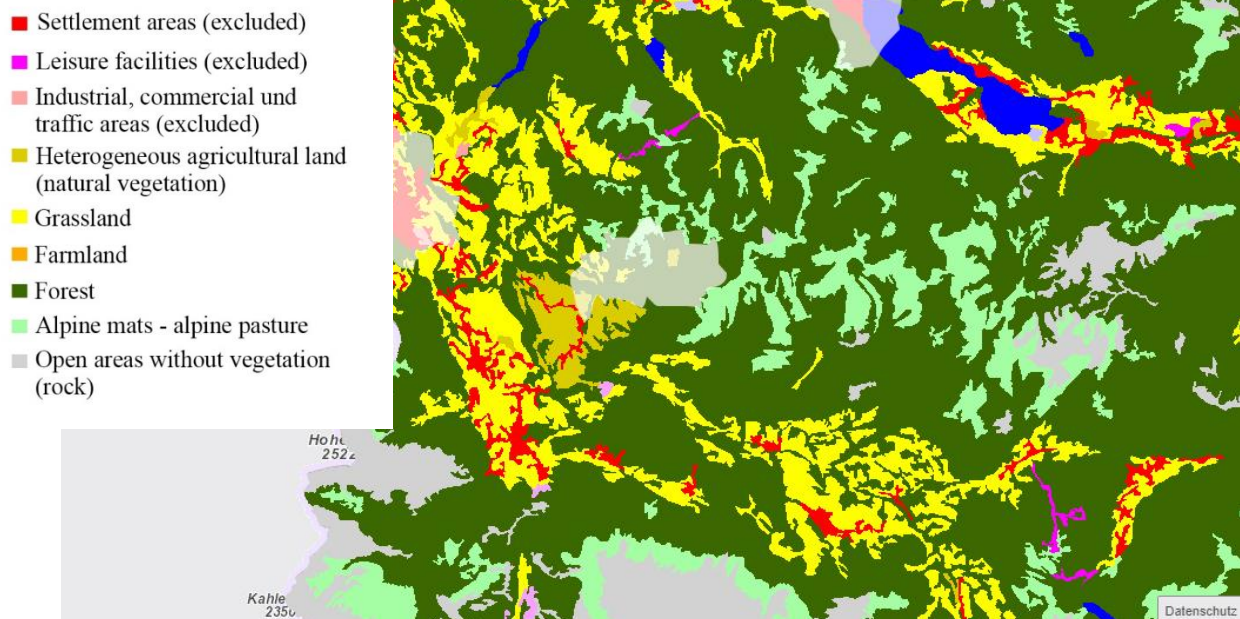 Settlement areas (excluded)
Leisure facilities (excluded)
Industrial, commercial und
traffic areas (excluded)
Heterogeneous agricultural land
(natural vegetation)
Grassland
Farmland
Forest
Alpine mats - alpine pasture
Open areas without vegetation
(rock)
Hohe
2522
Kahle
2350
Datenschutz